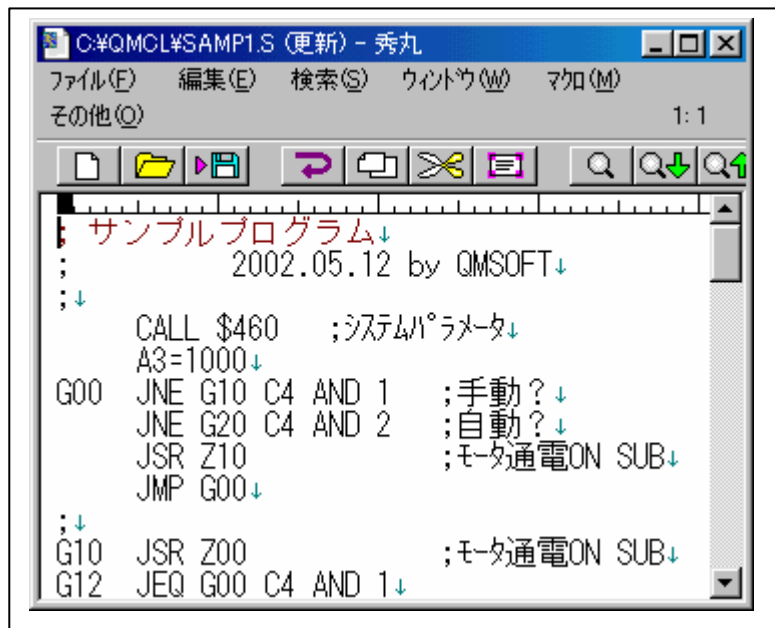 C:¥QMCL¥SAMP1.S (更新) - 秀丸
ﾌｧｲﾙ(F) 編集(E) 検索(S) ｳｨﾝﾄﾞｳ(W) ﾏｸﾛ(M)
その他(O) 1: 1
; サンプルプログラム↓
; 2002.05.12 by QMSOFT↓
;↓
CALL $460 ;ｼｽﾃﾑﾊﾟﾗﾒｰﾀ↓
A3=1000↓
G00 JNE G10 C4 AND 1 ;手動？↓
JNE G20 C4 AND 2 ;自動？↓
JSR Z10 ;ﾓｰﾀ通電ON SUB↓
JMP G00↓
;↓
G10 JSR Z00 ;ﾓｰﾀ通電ON SUB↓
G12 JEQ G00 C4 AND 1↓